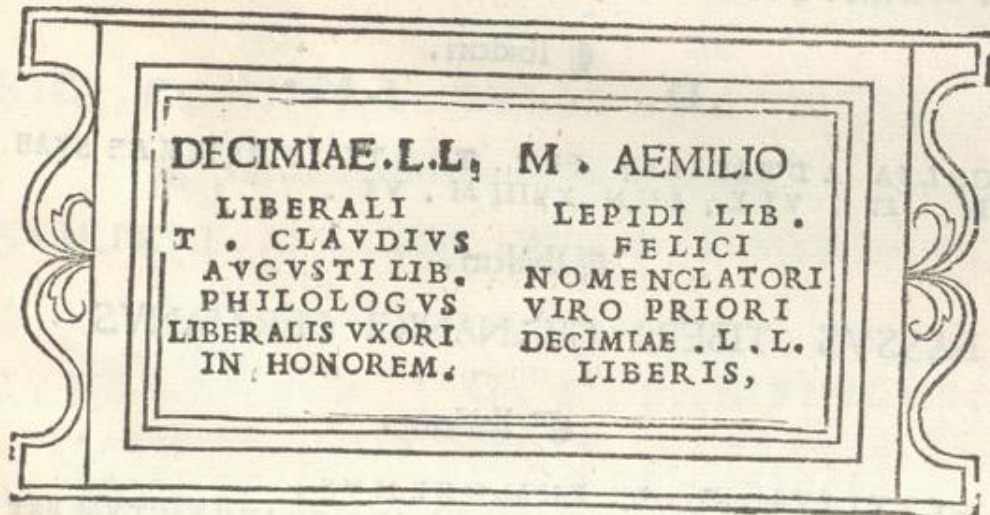 DECIMIAE.L.L,
LIBERALI
T . CLAVDIVS
AVGVSTI LIB.
PHILOLOGVS
LIBERALIS VXORI
IN HONOREM.
M . AEMILIO
LEPIDI LIB .
FELICI
NOMENCLATORI
VIRO PRIORI
DECIMIAE . L . L.
LIBERIS,